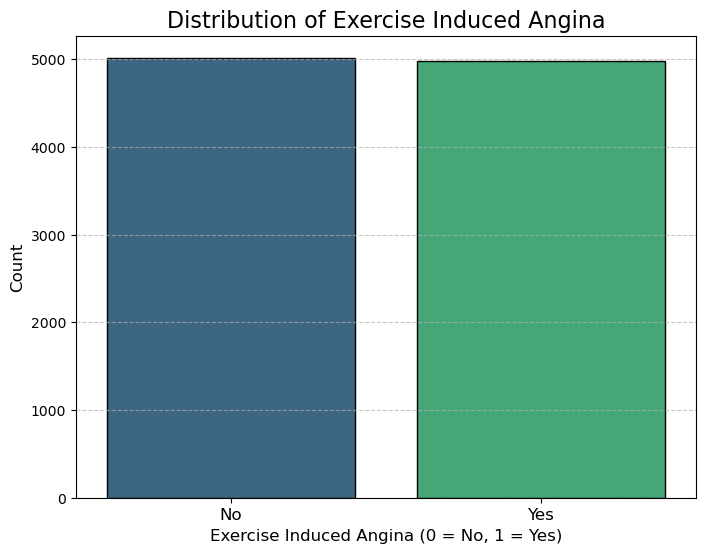 Distribution of Exercise Induced Angina
5000
4000
3000
2000
1000
0
Count
No Yes
Exercise Induced Angina (0 = No, 1 = Yes)